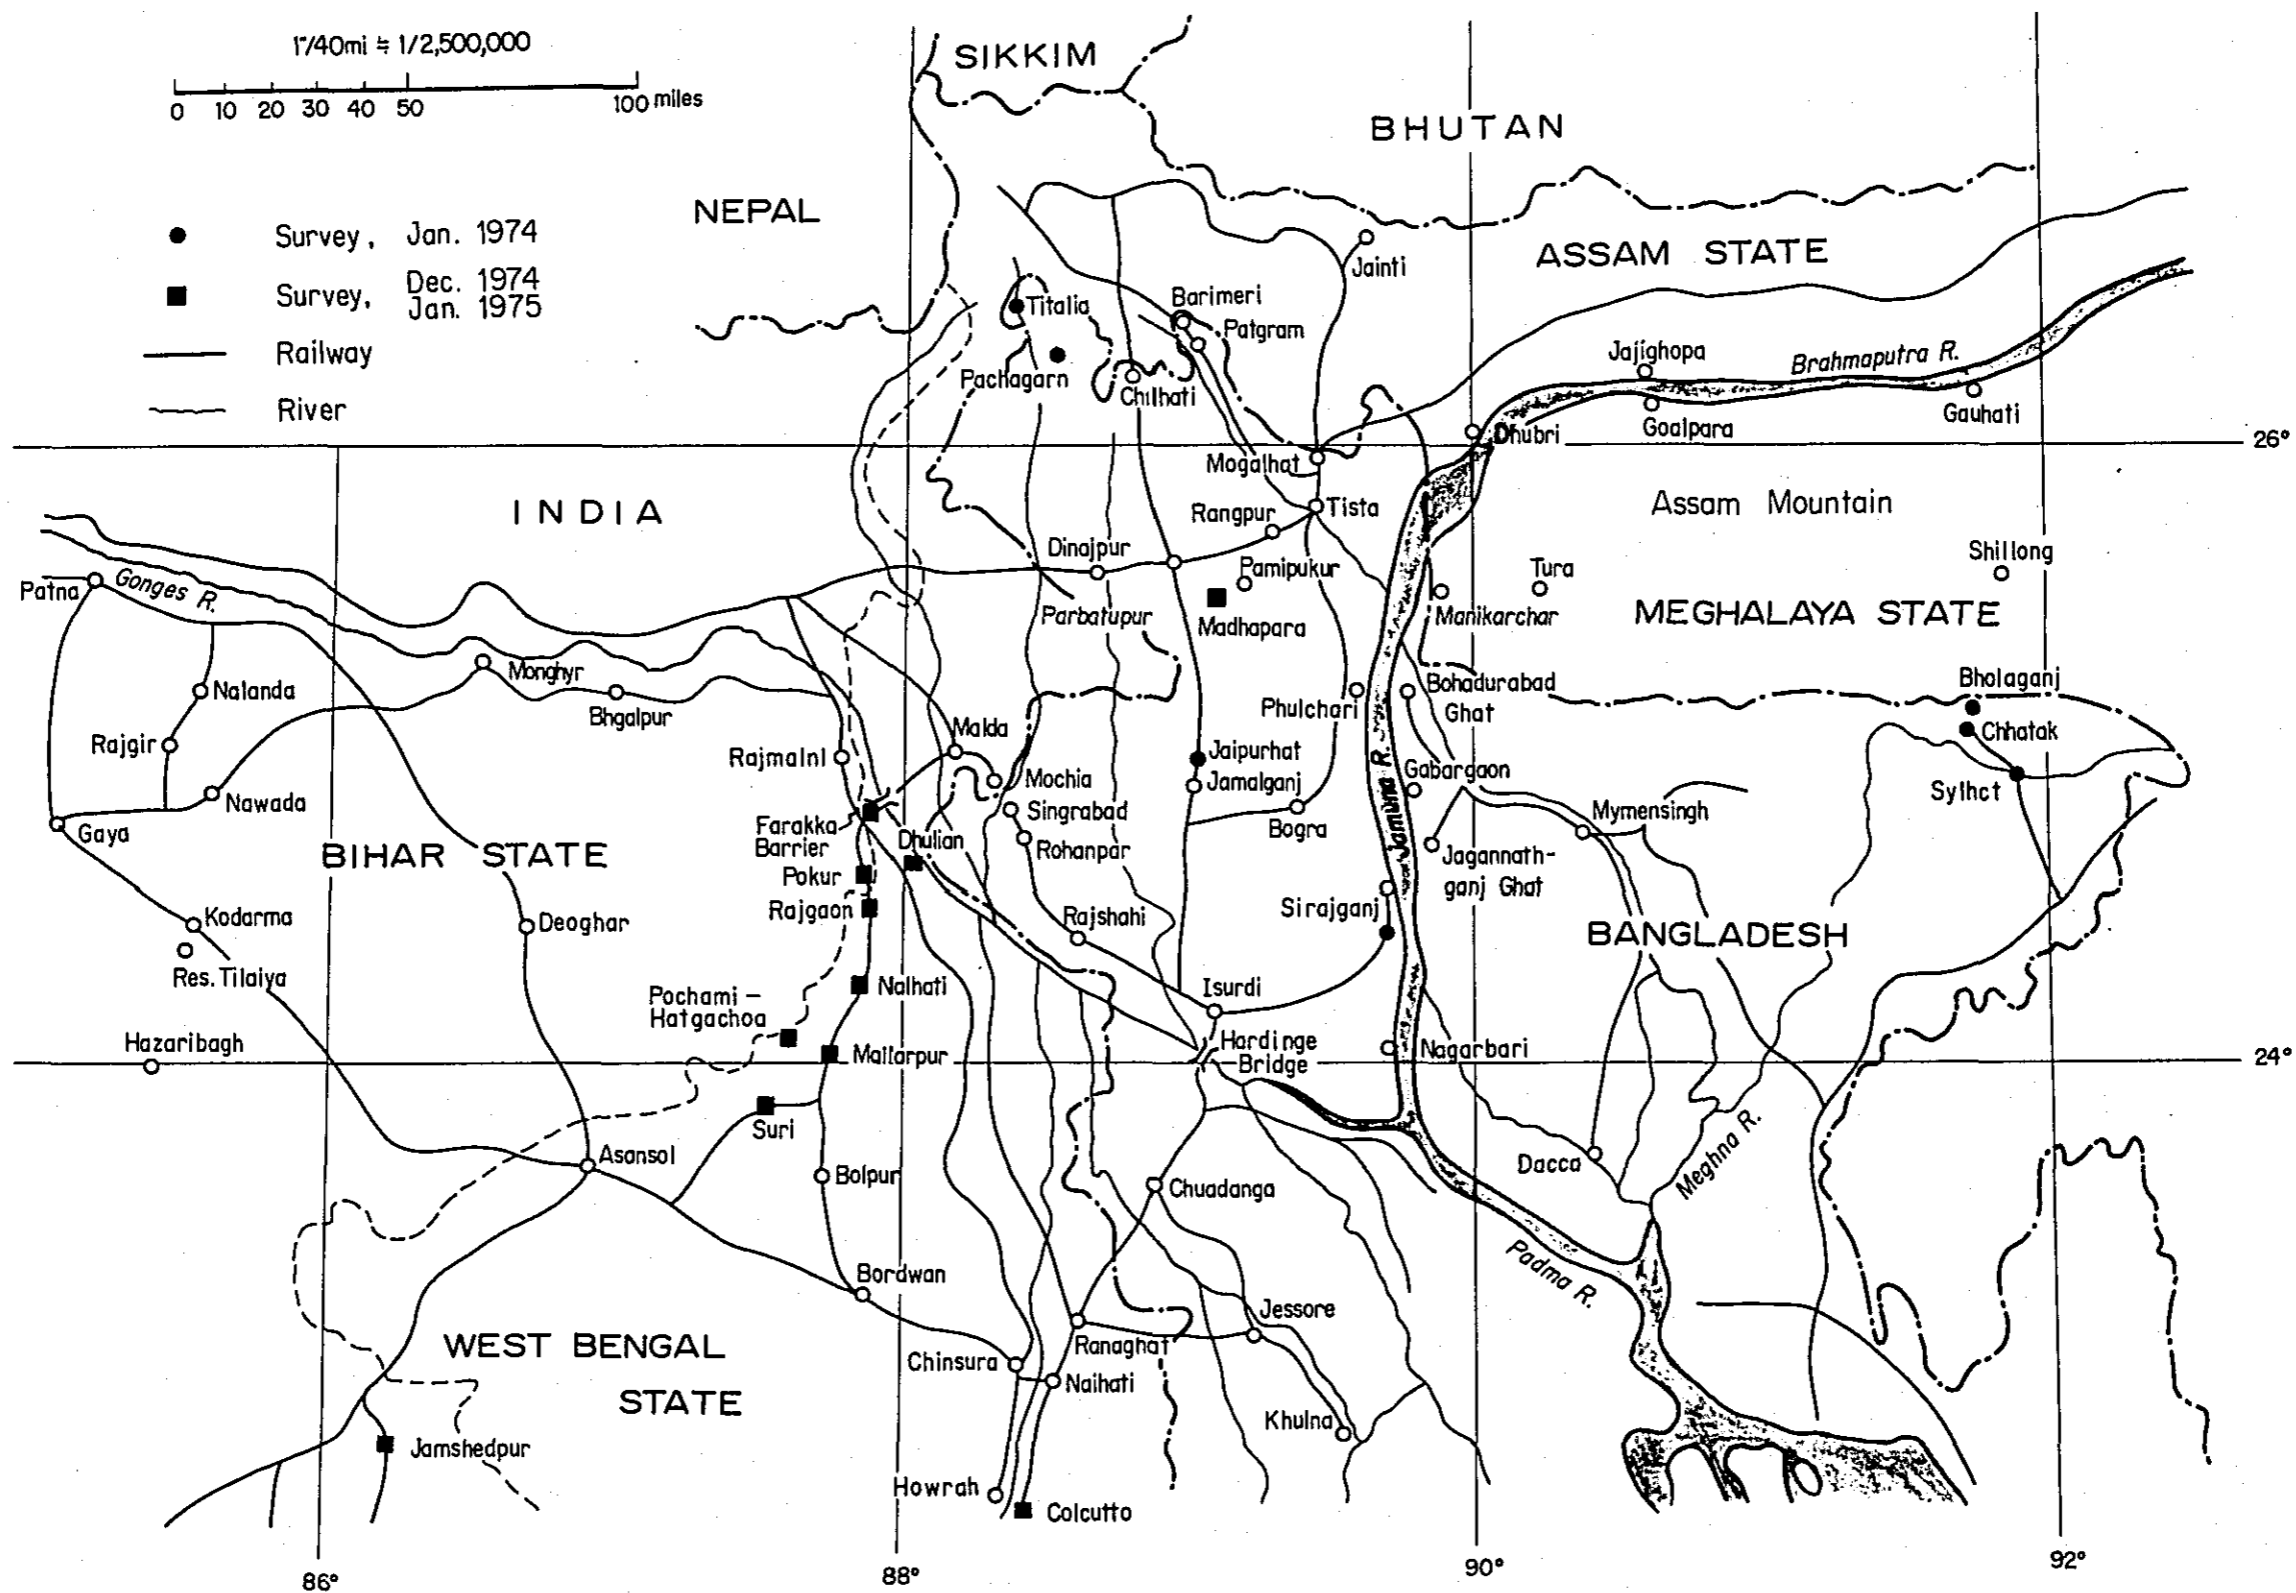 1"/40mi ≒ 1/2,500,000
0 10 20 30 40 50 100 miles
Survey, Jan. 1974
Survey, Dec. 1974
Jan. 1975
Railway
River
SIKKIM
BHUTAN
NEPAL
ASSAM STATE
Jainti
Titalia
Barimeri
Patgram
Pachagarn
Chilhati
Jajighopa
Brahmaputra R.
Goalpara
Gauhati
Dhubri
26°
Mogalhat
INDIA
Assam Mountain
Rangpur
Tista
Dinajpur
Pamipukur
Shillong
Tura
Patna
Gonges R.
Parbatupur
Madhapara
Manikarchar
MEGHALAYA STATE
Monghyr
Nalanda
Bhgalpur
Phulchari
Bohadurabad
Ghat
Bholaganj
Rajgir
Rajmalnl
Malda
Jaipurhat
Chhatak
Mochia
Jamalganj
Jamuna R.
Gabargaon
Nawada
Singrabad
Sylhct
Gaya
Farakka
Barrier
Dhulian
Rohanpar
Bogra
Mymensingh
BIHAR STATE
Pokur
Jagannath-
ganj Ghat
Rajgaon
Kodarma
Deoghar
Rajshahi
Sirajganj
BANGLADESH
Res. Tilaiya
Pochami -
Hatgachoa
Nalhati
Isurdi
Hazaribagh
Mallarpur
Hardinge
Bridge
Nagarbari
24°
Suri
Asansol
Bolpur
Chuadanga
Dacca
Meghna R.
Padma R.
Bordwan
Jessore
WEST BENGAL
STATE
Chinsura
Ranaghat
Naihati
Khulna
Jamshedpur
Howrah
Colcutto
86°
88°
90°
92°